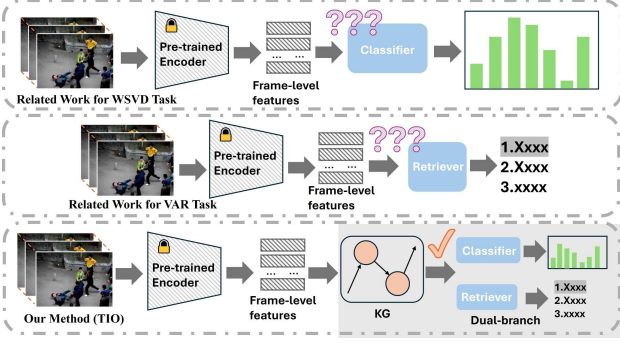 ???
Pre-trained
Encoder
Classifier
Frame-level
features
... ...
Related Work for WSVD Task
???
Pre-trained
Encoder
Retriever
1.Xxxx
2.Xxxx
3.xxxx
... ...
Frame-level
features
Related Work for VAR Task
Pre-trained
Encoder
... ...
Frame-level
features
Our Method (TIO)
KG
Classifier
Retriever
1.Xxxx
2.Xxxx
3.xxxx
Dual-branch